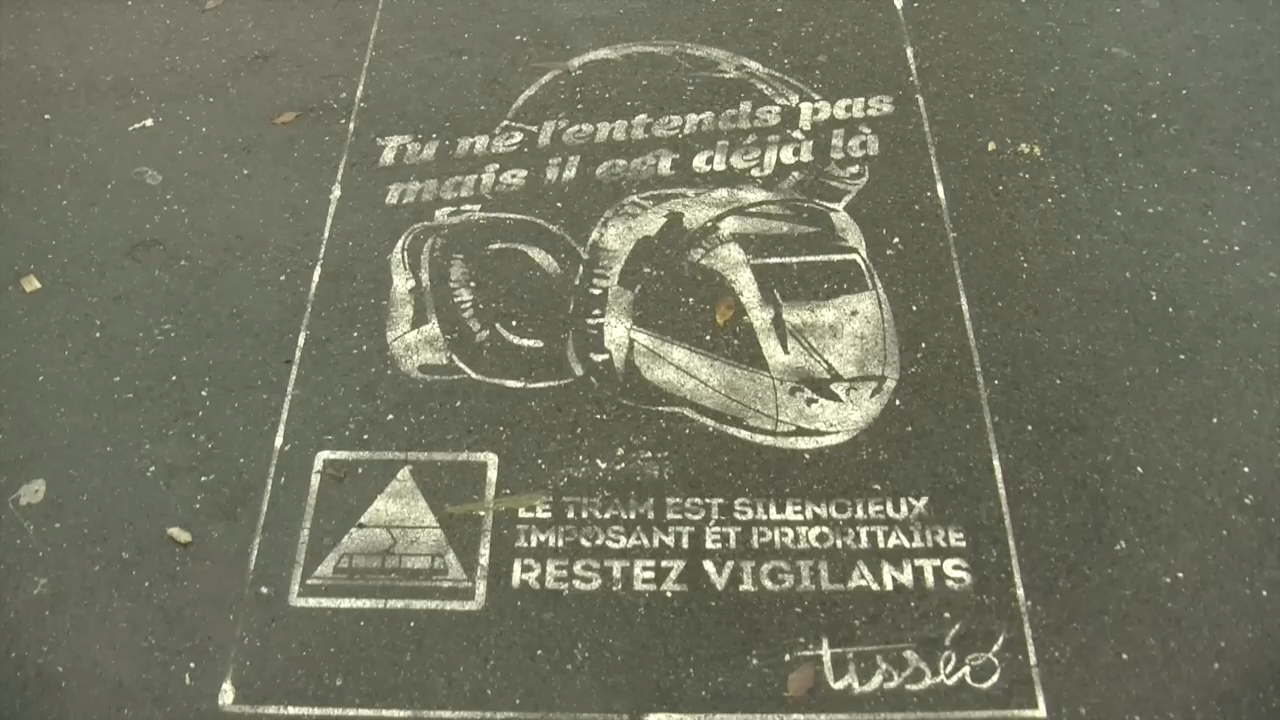 Tu ne l'entends pas
mais il est déjà là
LE TRAM EST SILENCIEUX
IMPOSANT ET PRIORITAIRE
RESTEZ VIGILANTS
tisséo